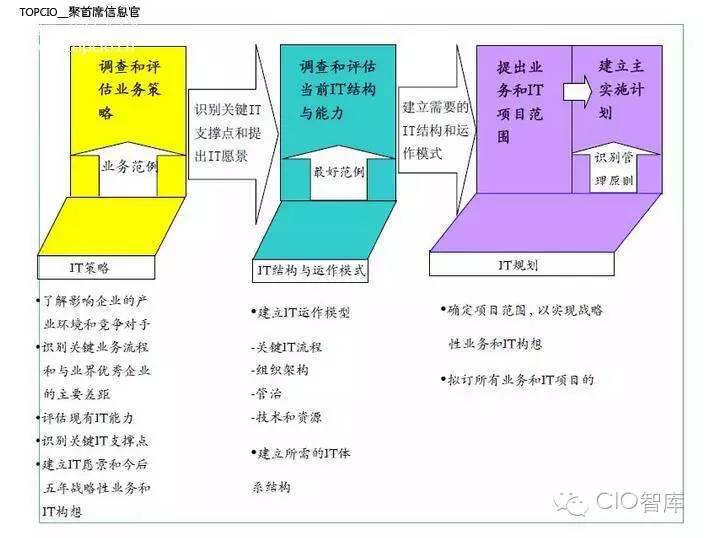 TOPCIO__聚首席信息官
调查和评
估业务策
略
业务范例
识别关键IT
支撑点和提
出IT愿景
调查和评估
当前IT结构
与能力
最好范例
建立需要的
IT结构和运
作模式
提出业
务和IT
项目范
围
建立主
实施计
划
识别管
理原则
IT策略
IT结构与运作模式
IT规划
•了解影响企业的产
业环境和竞争对手
•识别关键业务流程
和与业界优秀企业
的主要差距
•评估现有IT能力
•识别关键IT支撑点
•建立IT愿景和今后
五年战略性业务和
IT构想
•建立IT运作模型
-关键IT流程
-组织架构
-管治
-技术和资源
•建立所需的IT体
系结构
•确定项目范围，以实现战略
性业务和IT构想
•拟订所有业务和IT项目的
CIO智库